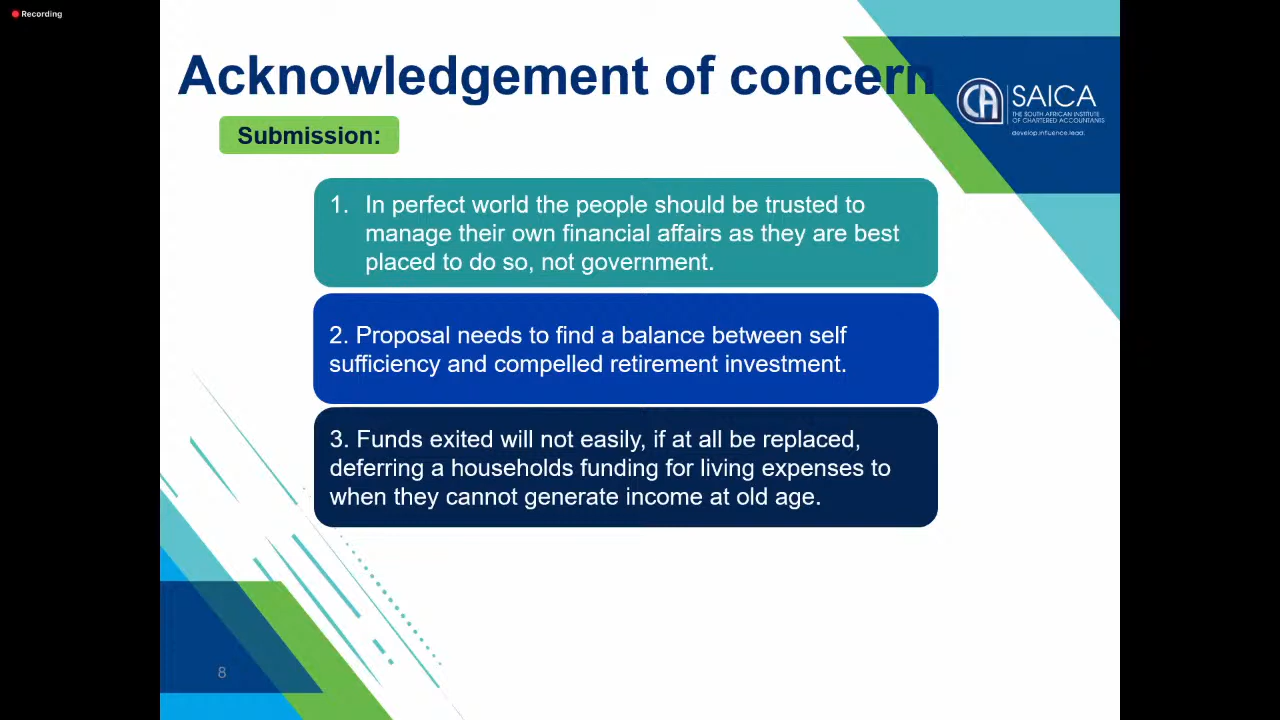 Recording
Acknowledgement of concern
SAICA
THE SOUTH AFRICAN INSTITUTE
OF CHARTERED ACCOUNTANTS
develop.influence.lead.
Submission:
1. In perfect world the people should be trusted to
manage their own financial affairs as they are best
placed to do so, not government.
2. Proposal needs to find a balance between self
sufficiency and compelled retirement investment.
3. Funds exited will not easily, if at all be replaced,
deferring a households funding for living expenses to
when they cannot generate income at old age.
8